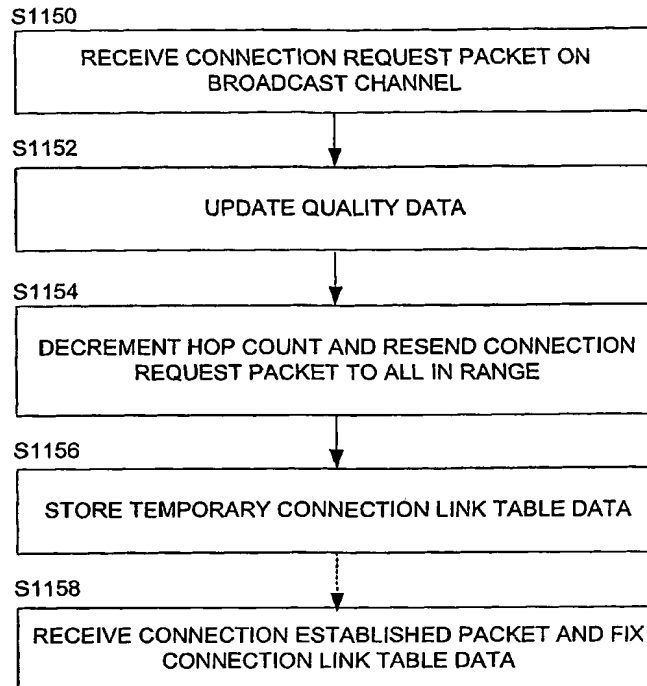 S1150
RECEIVE CONNECTION REQUEST PACKET ON
BROADCAST CHANNEL
S1152
UPDATE QUALITY DATA
S1154
DECREMENT HOP COUNT AND RESEND CONNECTION
REQUEST PACKET TO ALL IN RANGE
S1156
STORE TEMPORARY CONNECTION LINK TABLE DATA
S1158
RECEIVE CONNECTION ESTABLISHED PACKET AND FIX
CONNECTION LINK TABLE DATA